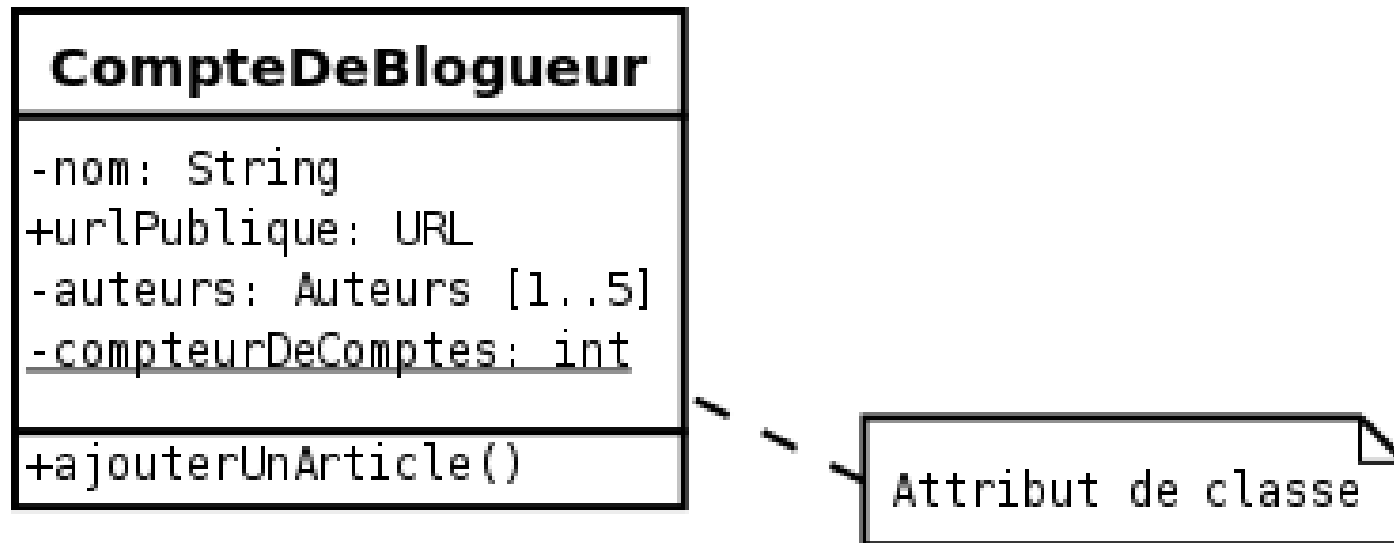 CompteDeBlogueur
-nom: String
+urlPublique: URL
-auteurs: Auteurs [1..5]
-compteurDeComptes: int
+ajouterUnArticle()
Attribut de classe